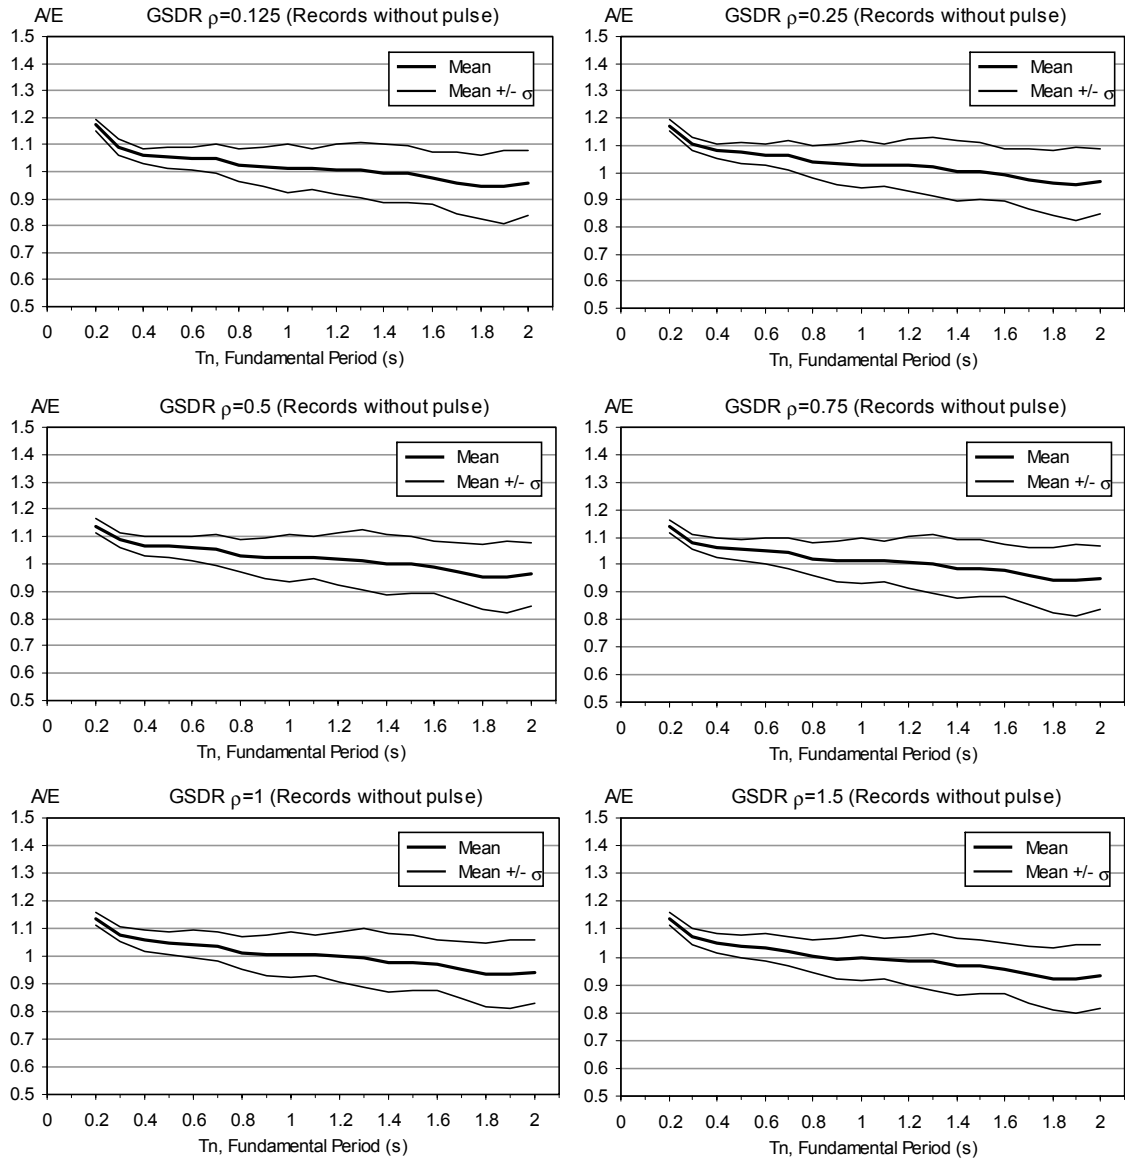 A/E GSDR ρ=0.125 (Records without pulse)
1.5
1.4
1.3
1.2
1.1
1
0.9
0.8
0.7
0.6
0.5
Mean
Mean +/- σ
0 0.2 0.4 0.6 0.8 1 1.2 1.4 1.6 1.8 2
Tn, Fundamental Period (s)
A/E GSDR ρ=0.25 (Records without pulse)
1.5
1.4
1.3
1.2
1.1
1
0.9
0.8
0.7
0.6
0.5
Mean
Mean +/- σ
0 0.2 0.4 0.6 0.8 1 1.2 1.4 1.6 1.8 2
Tn, Fundamental Period (s)
A/E GSDR ρ=0.5 (Records without pulse)
1.5
1.4
1.3
1.2
1.1
1
0.9
0.8
0.7
0.6
0.5
Mean
Mean +/- σ
0 0.2 0.4 0.6 0.8 1 1.2 1.4 1.6 1.8 2
Tn, Fundamental Period (s)
A/E GSDR ρ=0.75 (Records without pulse)
1.5
1.4
1.3
1.2
1.1
1
0.9
0.8
0.7
0.6
0.5
Mean
Mean +/- σ
0 0.2 0.4 0.6 0.8 1 1.2 1.4 1.6 1.8 2
Tn, Fundamental Period (s)
A/E GSDR ρ=1 (Records without pulse)
1.5
1.4
1.3
1.2
1.1
1
0.9
0.8
0.7
0.6
0.5
Mean
Mean +/- σ
0 0.2 0.4 0.6 0.8 1 1.2 1.4 1.6 1.8 2
Tn, Fundamental Period (s)
A/E GSDR ρ=1.5 (Records without pulse)
1.5
1.4
1.3
1.2
1.1
1
0.9
0.8
0.7
0.6
0.5
Mean
Mean +/- σ
0 0.2 0.4 0.6 0.8 1 1.2 1.4 1.6 1.8 2
Tn, Fundamental Period (s)